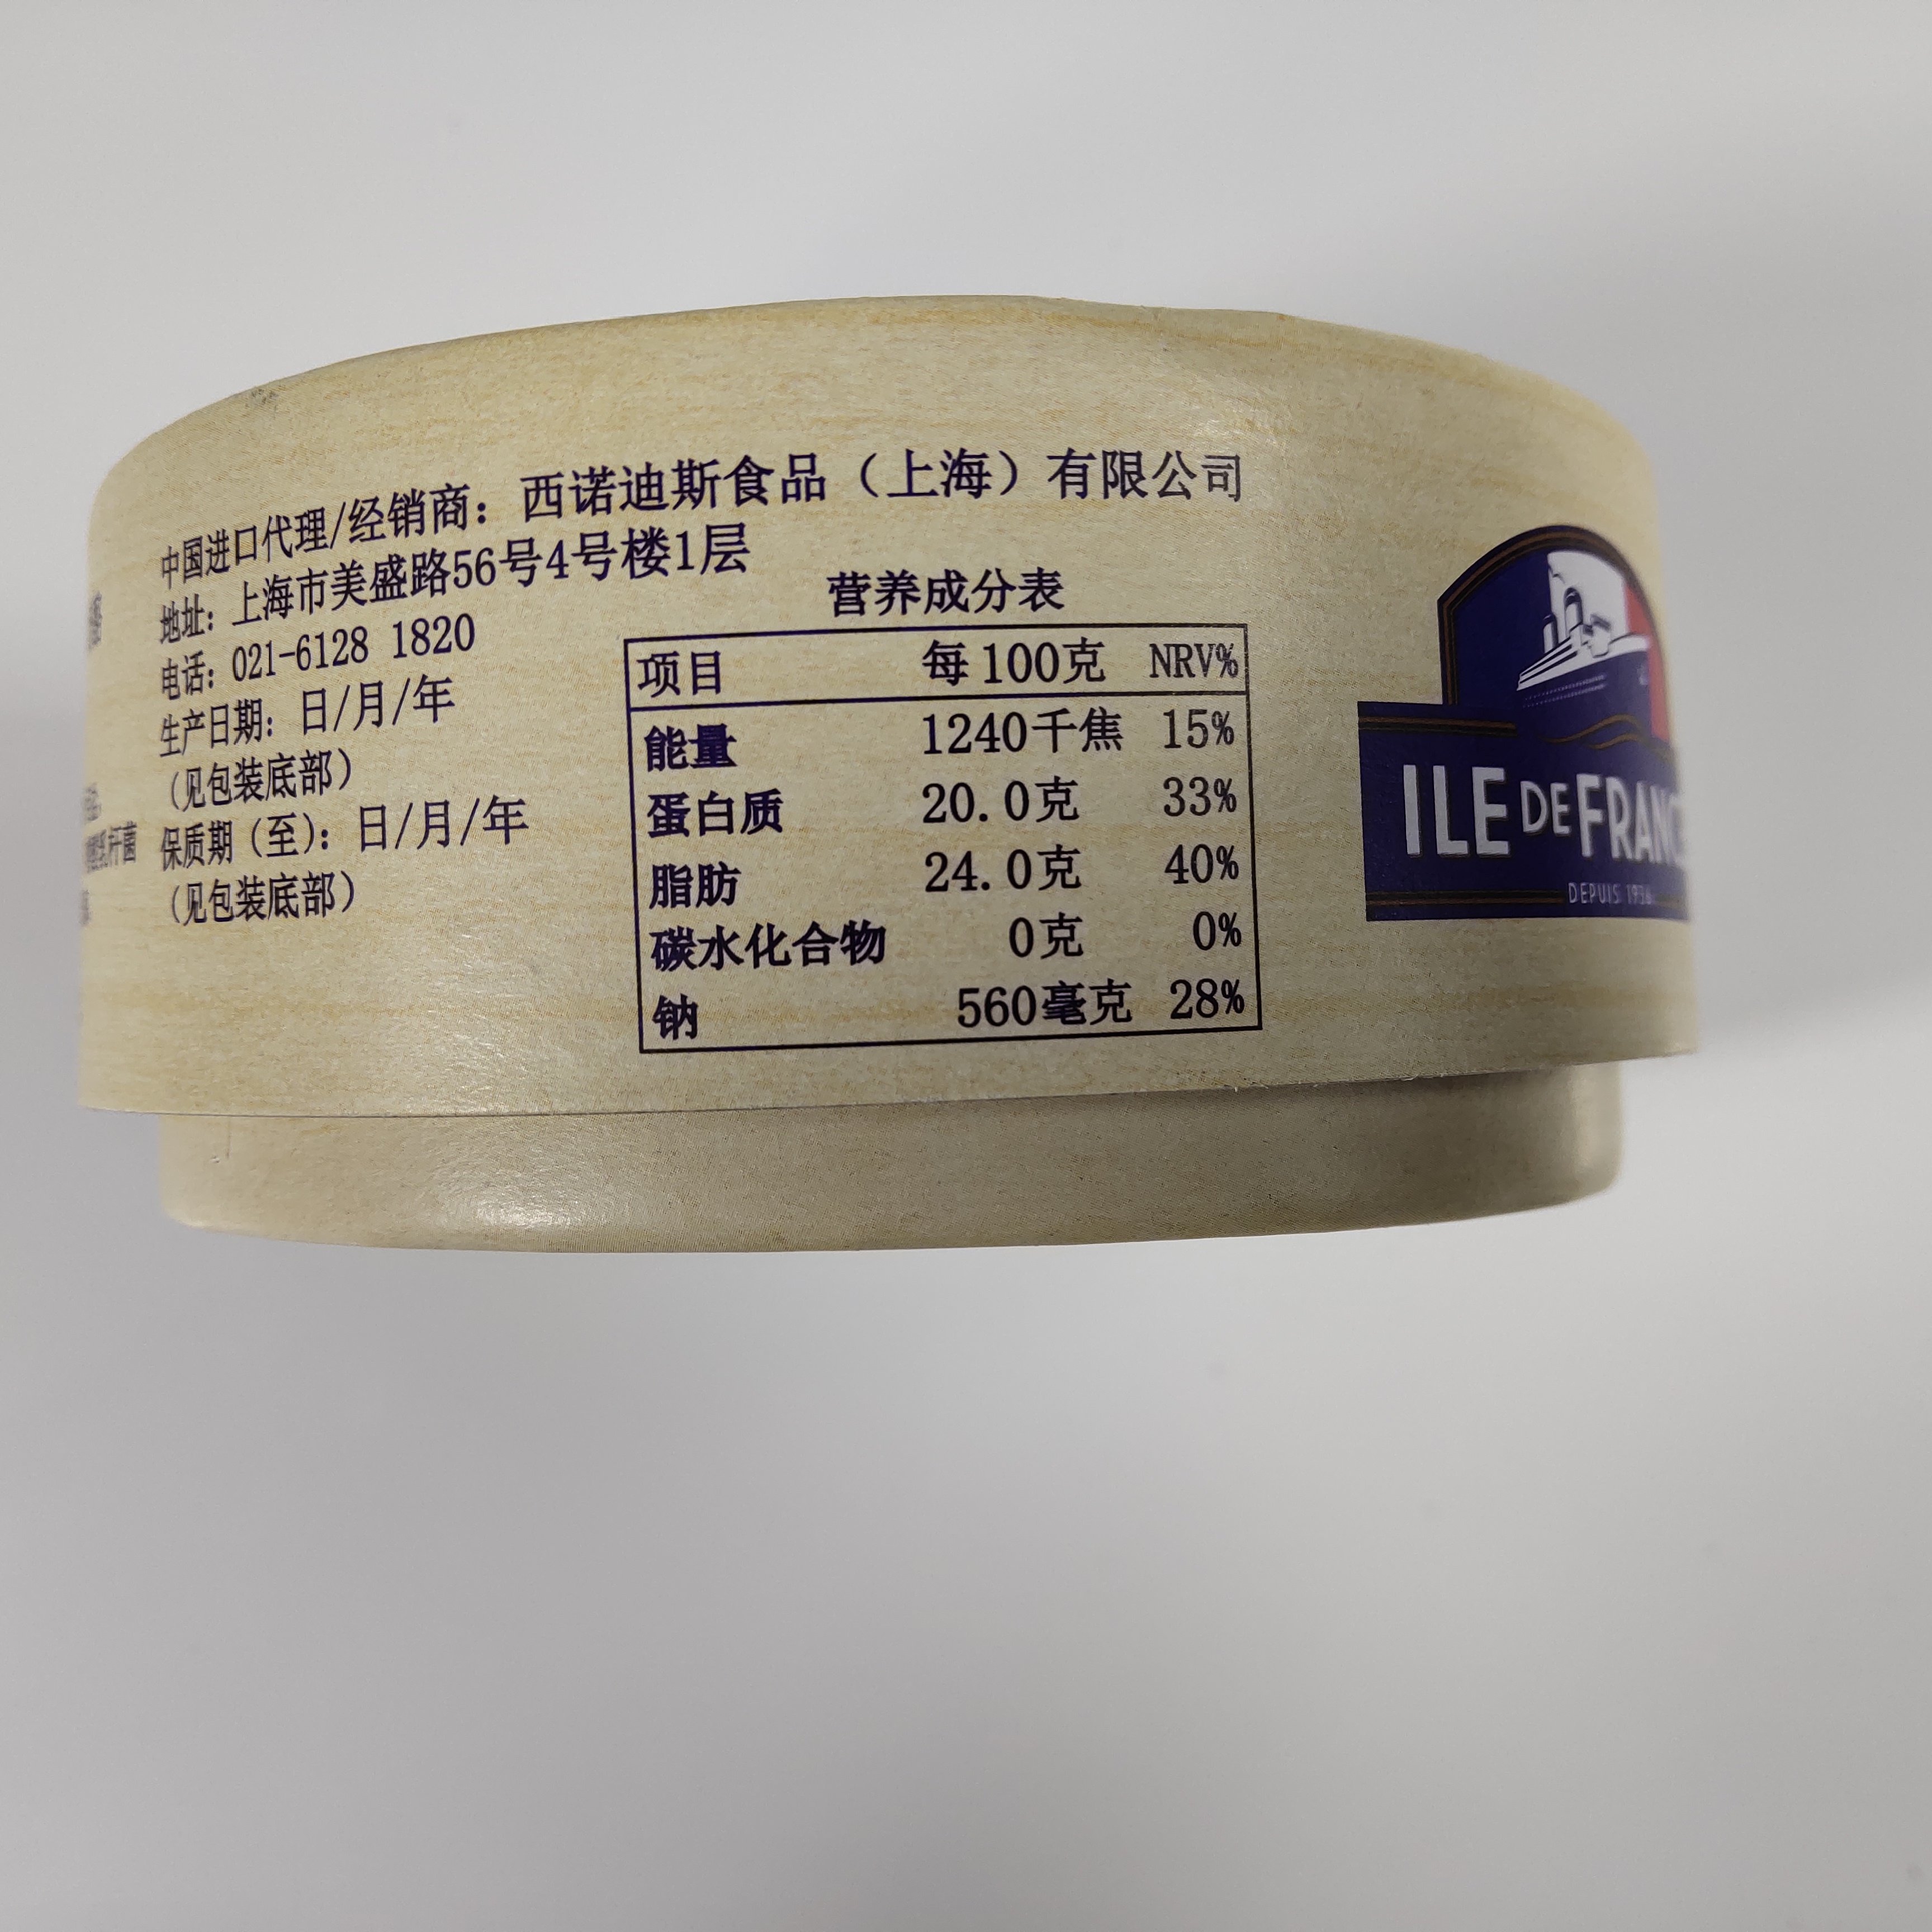 中国进口代理/经销商：西诺迪斯食品（上海）有限公司
地址：上海市美盛路56号4号楼1层
电话：021-6128 1820
生产日期：日/月/年
（见包装底部）
保质期（至）：日/月/年
（见包装底部）
营养成分表
项目 每100克 NRV%
能量 1240千焦 15%
蛋白质 20.0克 33%
脂肪 24.0克 40%
碳水化合物 0克 0%
钠 560毫克 28%
杆菌
ILE DE FRANCE
DEPUIS 1936